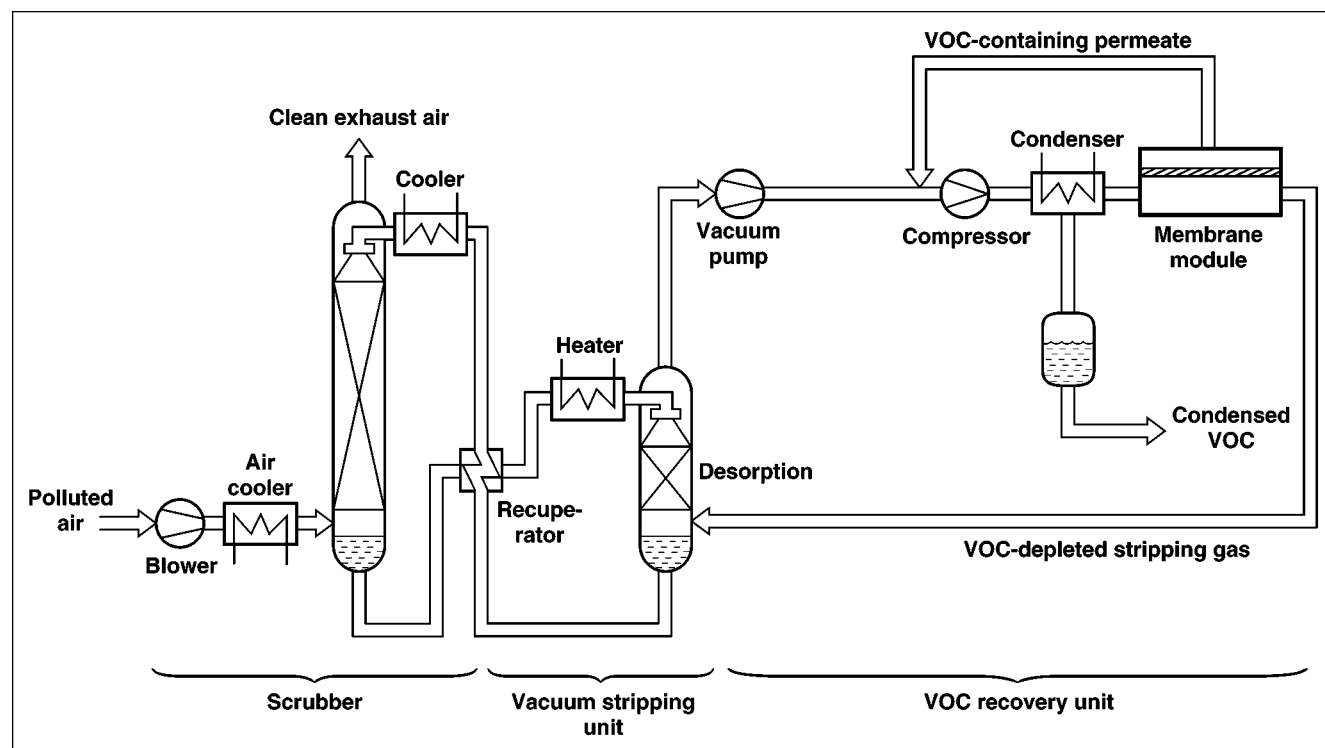 VOC-containing permeate
Clean exhaust air
Condenser
Cooler
Vacuum
pump
Compressor
Membrane
module
Heater
Condensed
VOC
Air
cooler
Desorption
Polluted
air
Recupe-
rator
Blower
VOC-depleted stripping gas
Scrubber
Vacuum stripping
unit
VOC recovery unit